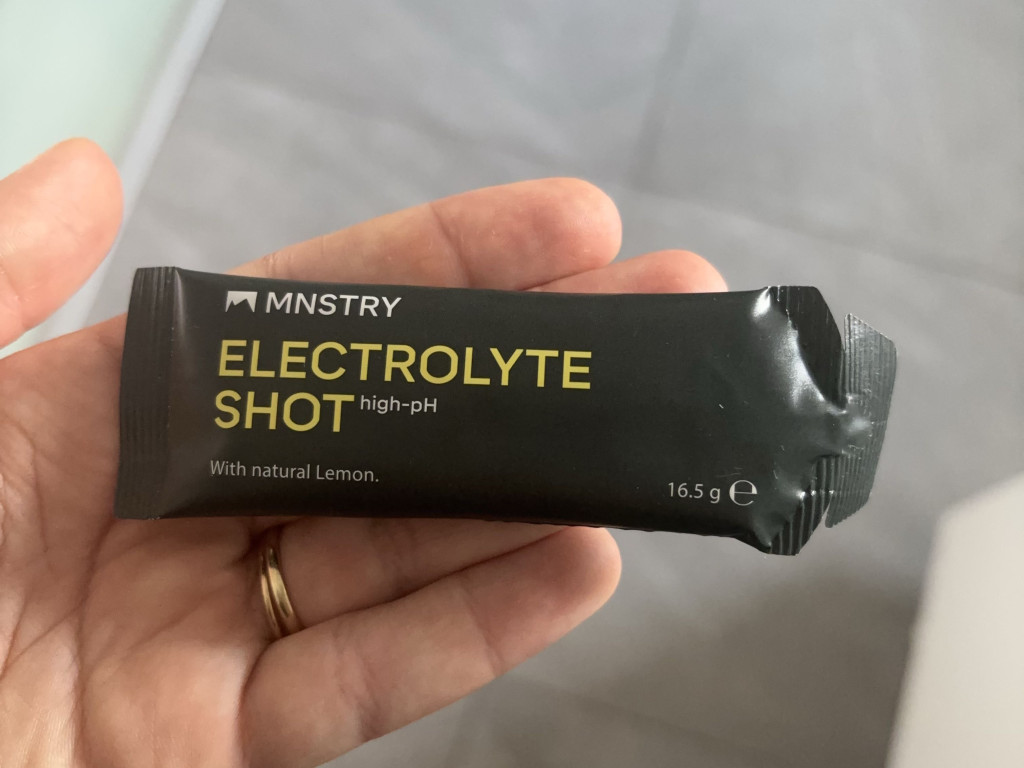 MNSTRY
ELECTROLYTE
SHOT high-pH
With natural Lemon.
16.5 g ℮